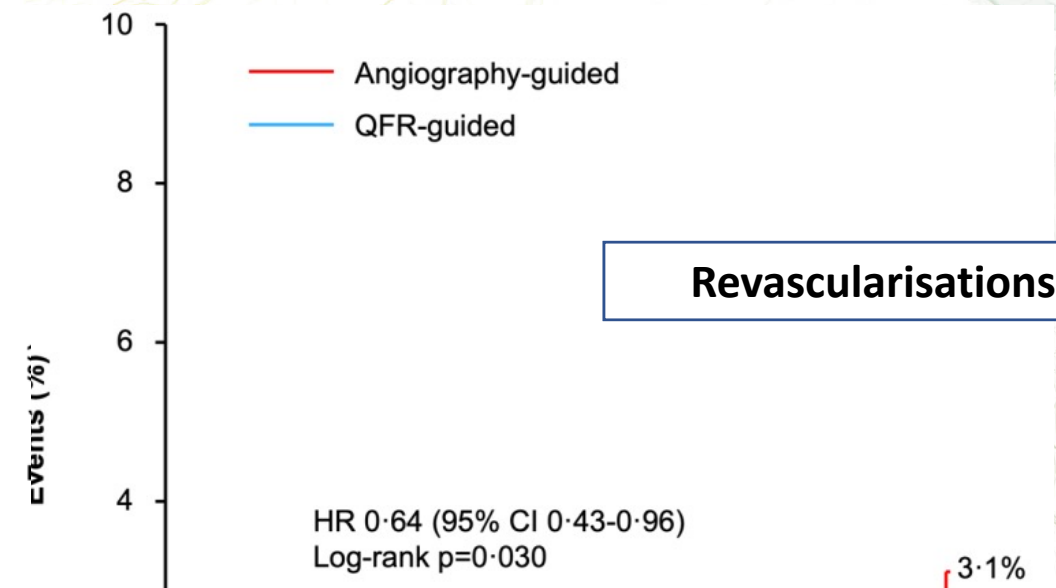 10
Angiography-guided
QFR-guided
8
Revascularisations
6
Events (%)
4
HR 0·64 (95% CI 0·43-0·96)
Log-rank p=0·030
3·1%